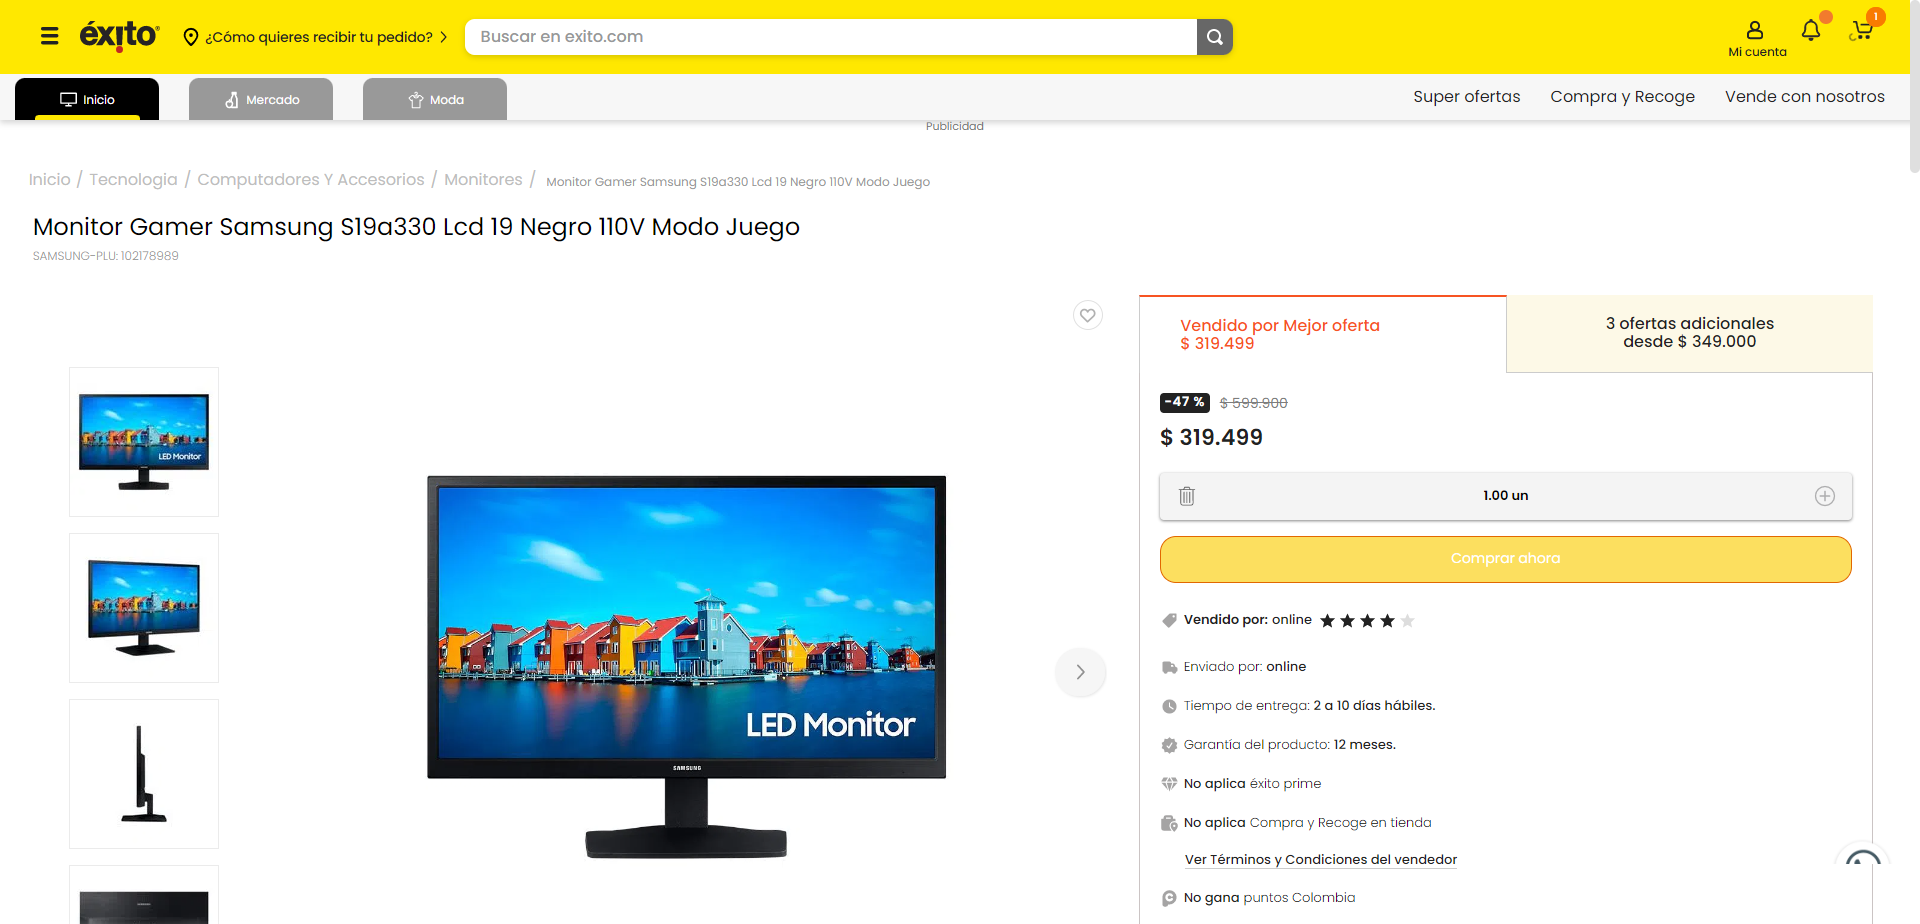 éxito
¿Cómo quieres recibir tu pedido?
Buscar en exito.com
Mi cuenta
1
Inicio
Mercado
Moda
Super ofertas
Compra y Recoge
Vende con nosotros
Publicidad
Inicio / Tecnologia / Computadores Y Accesorios / Monitores / Monitor Gamer Samsung S19a330 Lcd 19 Negro 110V Modo Juego
Monitor Gamer Samsung S19a330 Lcd 19 Negro 110V Modo Juego
SAMSUNG-PLU: 102178989
LED Monitor
LED Monitor
SAMSUNG
Vendido por Mejor oferta
$ 319.499
3 ofertas adicionales
desde $ 349.000
-47 % $ 599.900
$ 319.499
1.00 un
Comprar ahora
Vendido por: online
Enviado por: online
Tiempo de entrega: 2 a 10 días hábiles.
Garantía del producto: 12 meses.
No aplica éxito prime
No aplica Compra y Recoge en tienda
Ver Términos y Condiciones del vendedor
No gana puntos Colombia